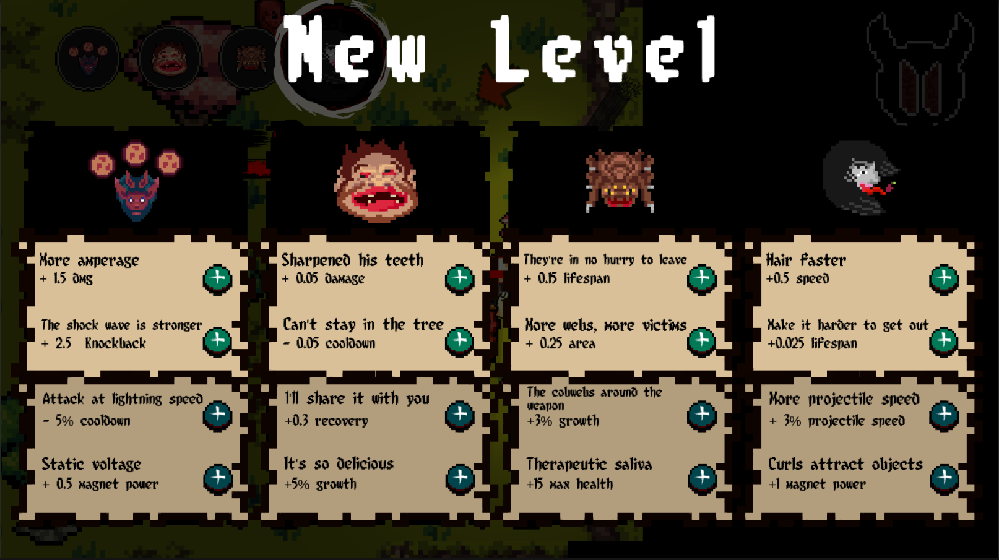 New Level
More amperage
+ 1.5 dmg
The shock wave is stronger
+ 2.5 Knockback
Attack at lightning speed
- 5% cooldown
Static voltage
+ 0.5 magnet power
Sharpened his teeth
+ 0.05 damage
Can't stay in the tree
- 0.05 cooldown
I'll share it with you
+0.3 recovery
It's so delicious
+5% growth
They're in no hurry to leave
+ 0.15 lifespan
More webs, more victims
+ 0.25 area
The cobwebs around the
weapon
+3% growth
Therapeutic saliva
+15 max health
Hair faster
+0.5 speed
Make it harder to get out
+0.025 lifespan
More projectile speed
+ 3% projectile speed
Curls attract objects
+1 magnet power